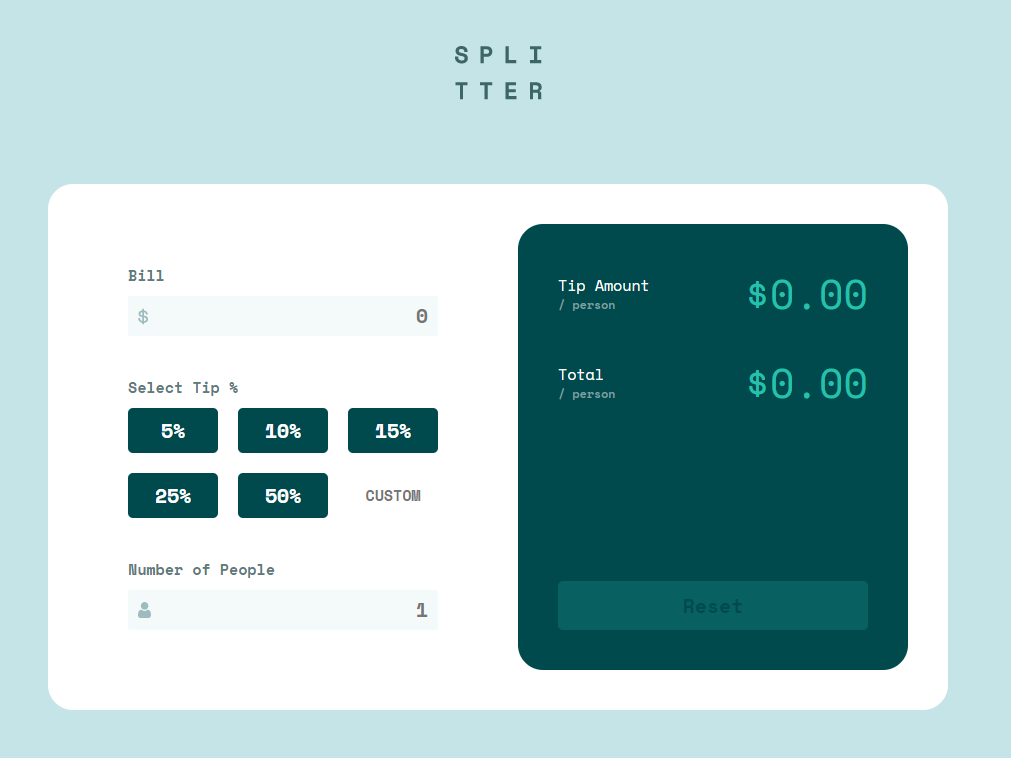 SPLI
TTER
Bill
$ 0
Select Tip %
5% 10% 15%
25% 50% CUSTOM
Number of People
1
Tip Amount
/ person
$0.00
Total
/ person
$0.00
Reset